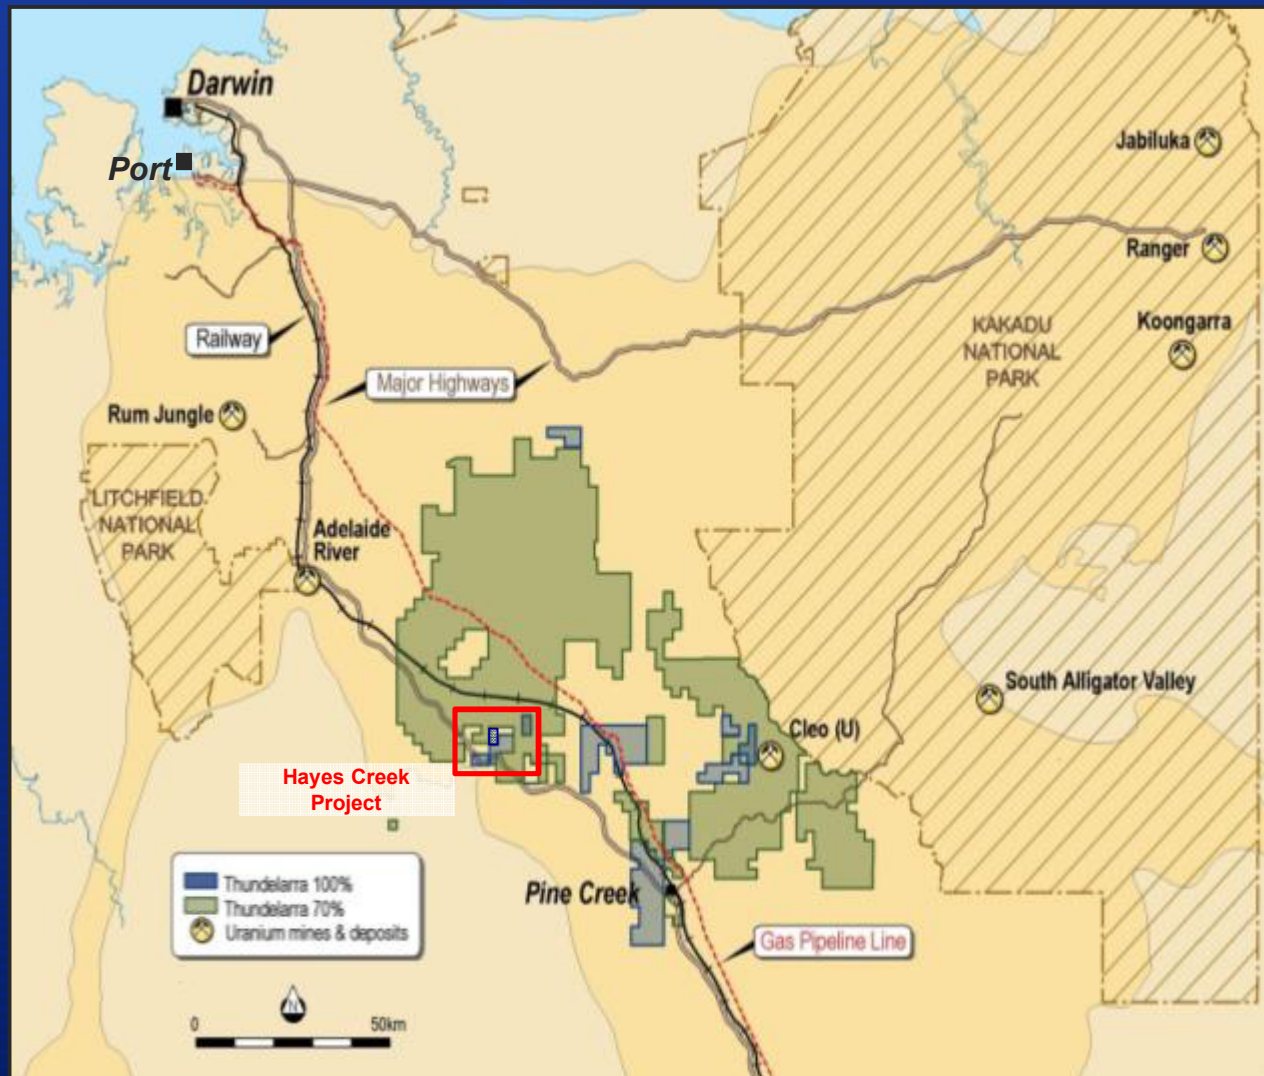 Darwin
Port
Jabiluka
Ranger
Koongarra
KAKADU
NATIONAL
PARK
Railway
Major Highways
Rum Jungle
LITCHFIELD
NATIONAL
PARK
Adelaide
River
South Alligator Valley
Cleo (U)
Hayes Creek
Project
Thundelarra 100%
Thundelarra 70%
Uranium mines & deposits
Pine Creek
Gas Pipeline Line
N
0 50km